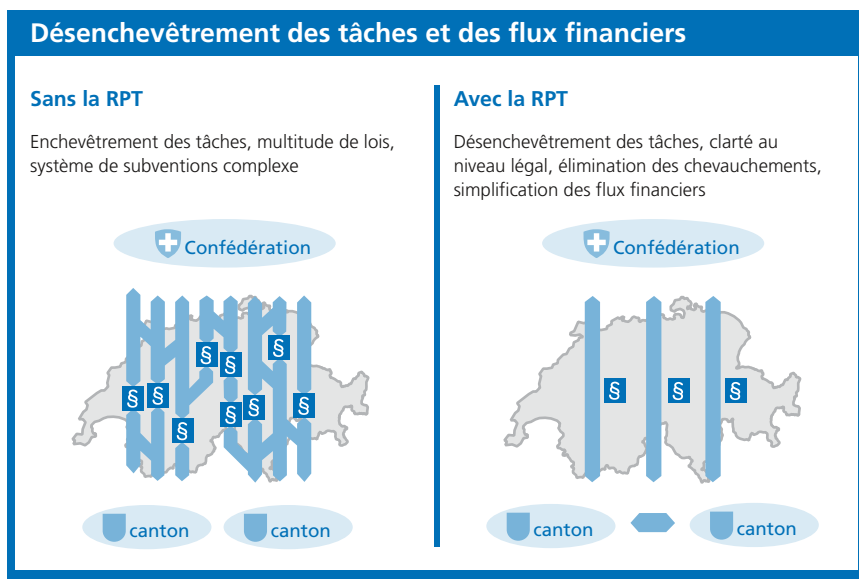 Désenchevêtrement des tâches et des flux financiers
Sans la RPT
Enchevêtrement des tâches, multitude de lois,
système de subventions complexe
Confédération
§
§
§
§
§
§
§
§
§
canton
canton
Avec la RPT
Désenchevêtrement des tâches, clarté au
niveau légal, élimination des chevauchements,
simplification des flux financiers
Confédération
§ § §
canton
canton